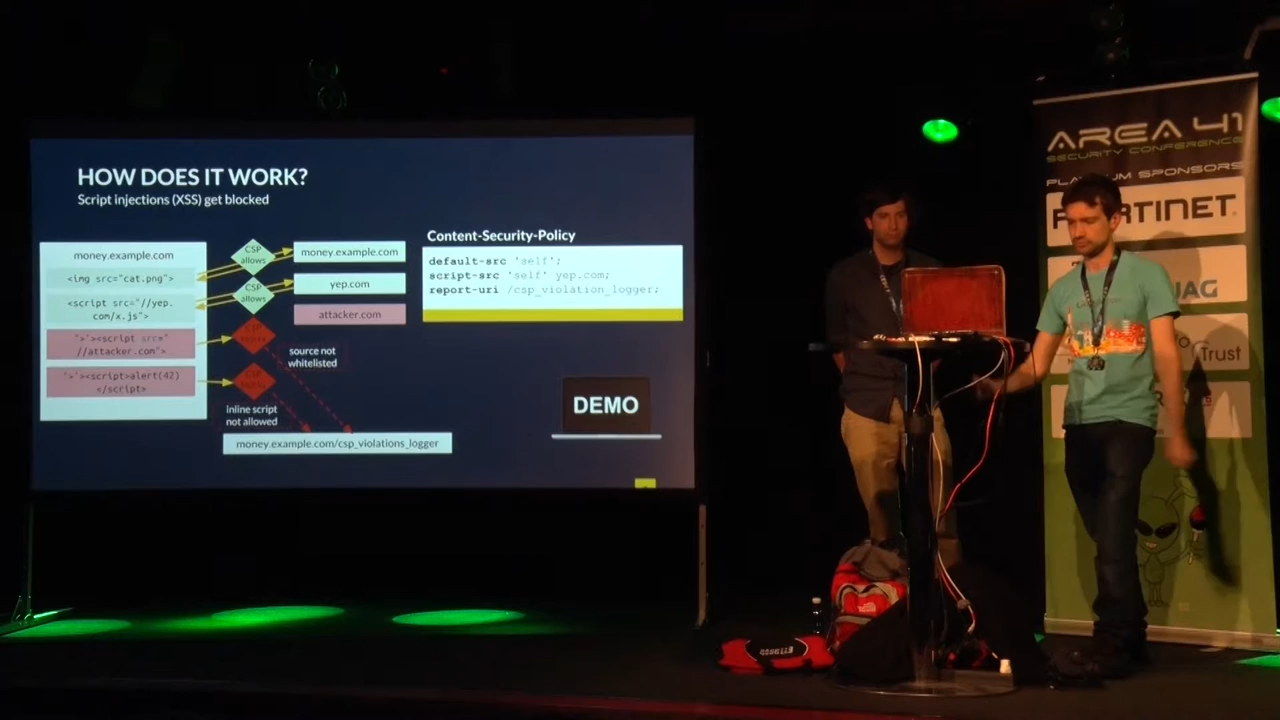 HOW DOES IT WORK?
Script injections (XSS) get blocked
money.example.com
<img src="cat.png">
<script src="//yep.
com/x.js">
">'><script src="
//attacker.com">
">'><script>alert(42)
</script>
CSP
allows
CSP
allows
money.example.com
yep.com
attacker.com
source not
whitelisted
inline script
not allowed
money.example.com/csp_violations_logger
Content-Security-Policy
default-src 'self';
script-src 'self' yep.com;
report-uri /csp_violation_logger;
DEMO
AREA 41
SECURITY CONFERENCE
PLATINUM SPONSORS
Trust